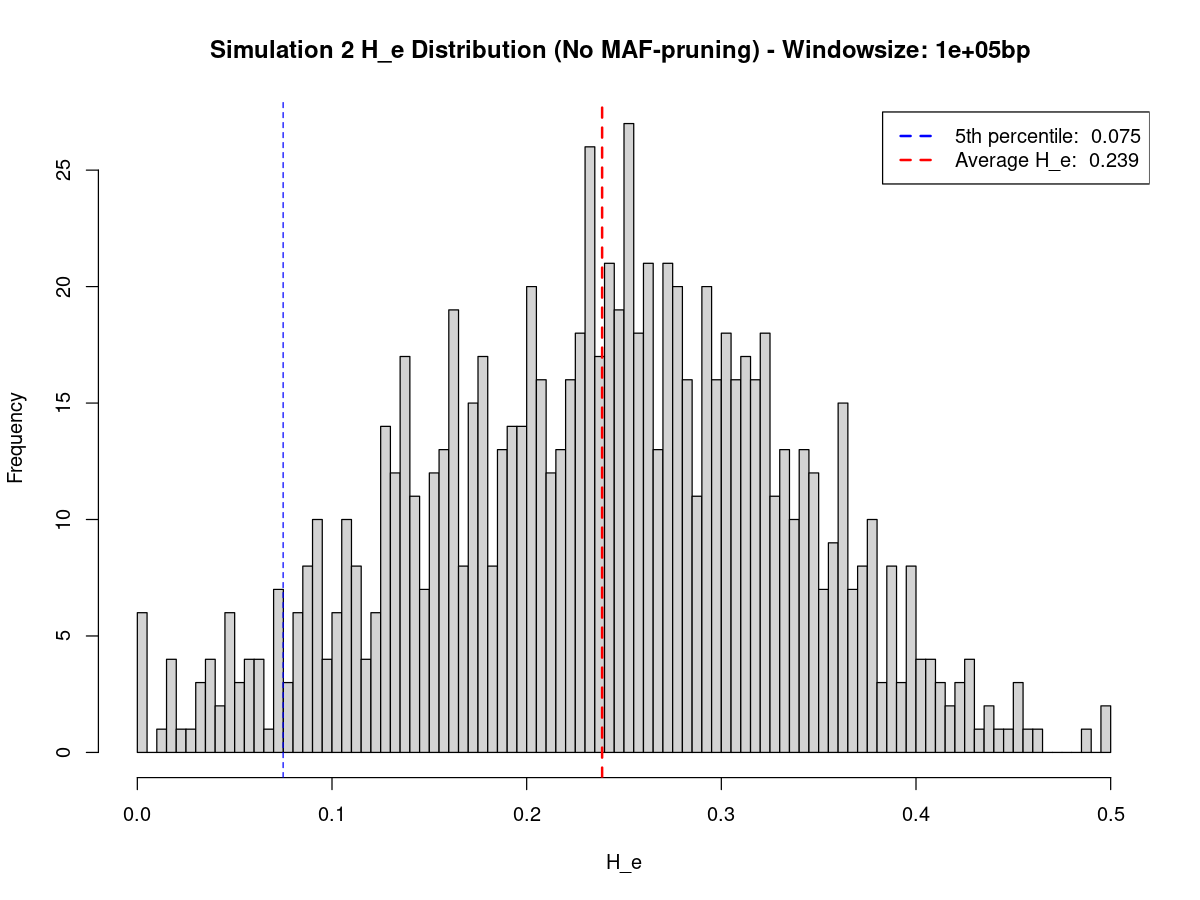 Simulation 2 H_e Distribution (No MAF-pruning) - Windowsize: 1e+05bp
5th percentile: 0.075
Average H_e: 0.239
Frequency
25
20
15
10
5
0
0.0 0.1 0.2 0.3 0.4 0.5
H_e